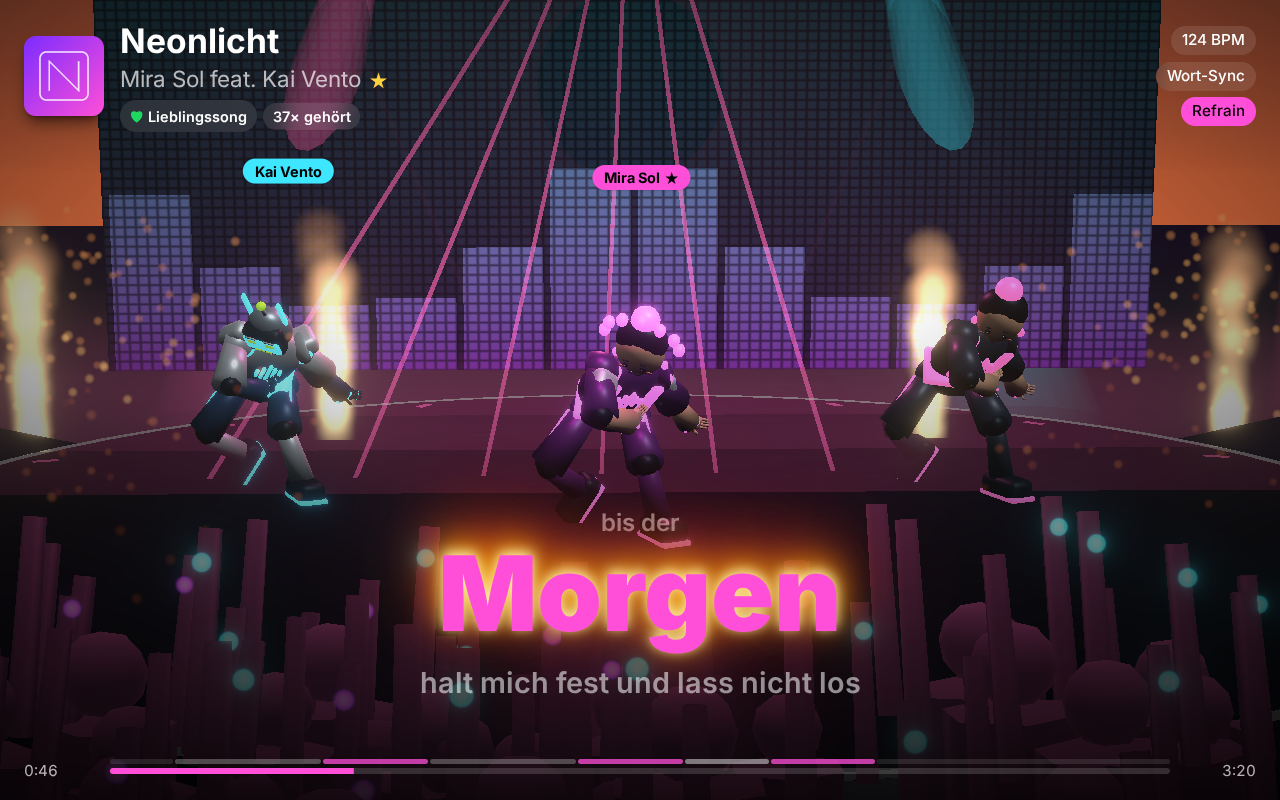 N
Neonlicht
Mira Sol feat. Kai Vento ★
Lieblingssong
37× gehört
124 BPM
Wort-Sync
Refrain
Kai Vento
Mira Sol ★
bis der
Morgen
halt mich fest und lass nicht los
0:46
3:20